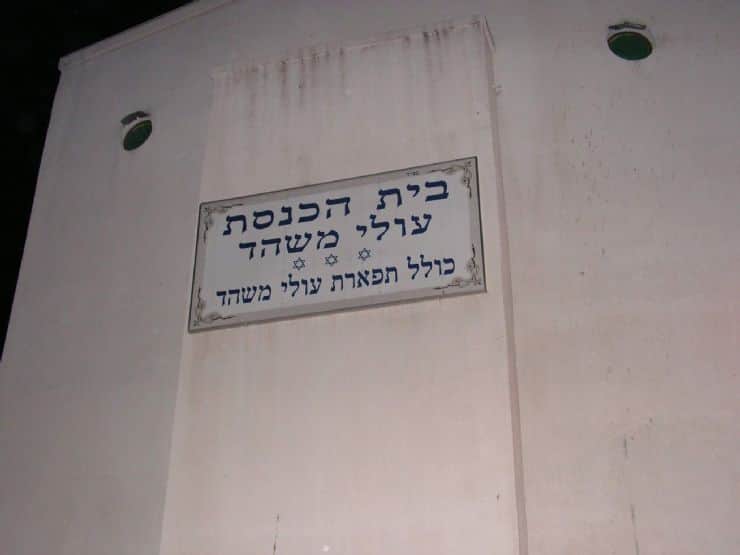 בית הכנסת
עולי משהד
כולל תפארת עולי משהד